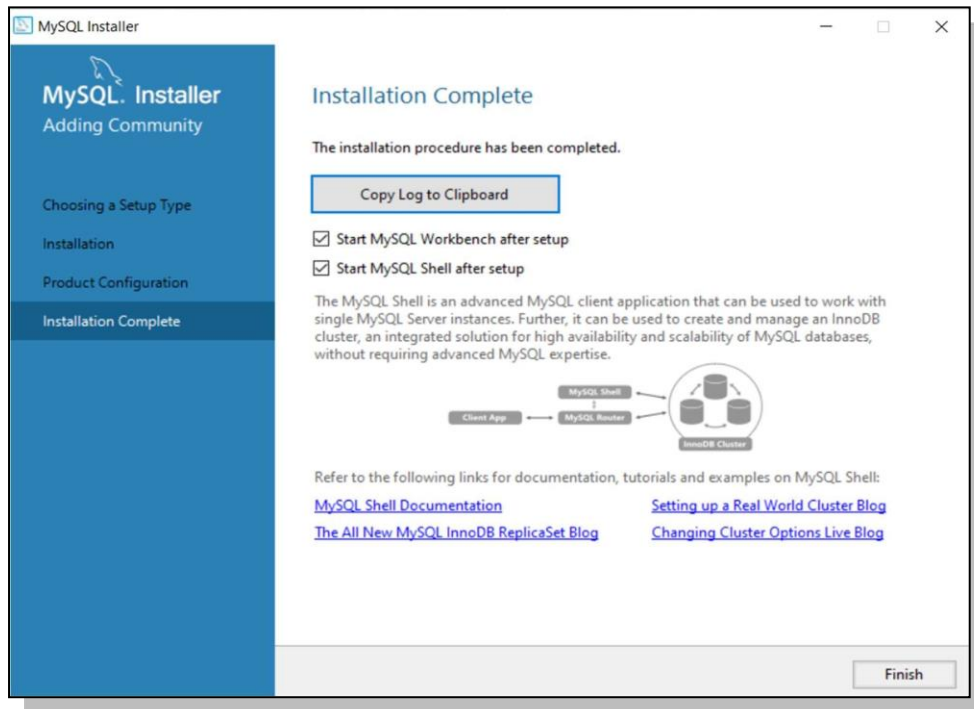 MySQL Installer
MySQL. Installer
Adding Community
Choosing a Setup Type
Installation
Product Configuration
Installation Complete
Installation Complete
The installation procedure has been completed.
Copy Log to Clipboard
Start MySQL Workbench after setup
Start MySQL Shell after setup
The MySQL Shell is an advanced MySQL client application that can be used to work with
single MySQL Server instances. Further, it can be used to create and manage an InnoDB
cluster, an integrated solution for high availability and scalability of MySQL databases,
without requiring advanced MySQL expertise.
MySQL Shell
Client App
MySQL Router
InnoDB Cluster
Refer to the following links for documentation, tutorials and examples on MySQL Shell:
MySQL Shell Documentation
Setting up a Real World Cluster Blog
The All New MySQL InnoDB ReplicaSet Blog
Changing Cluster Options Live Blog
Finish